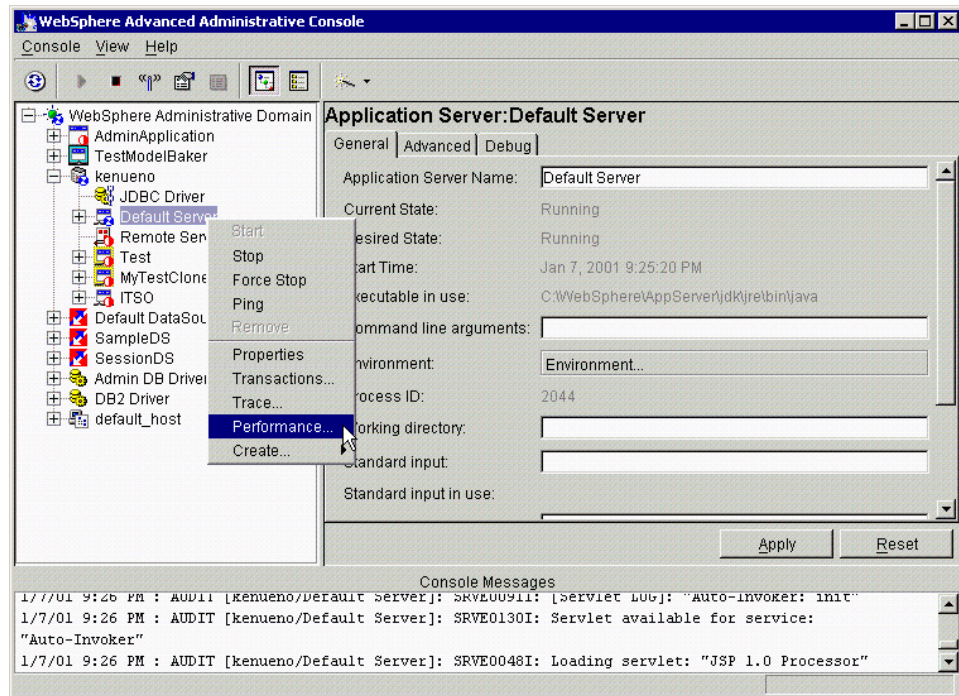 WebSphere Advanced Administrative Console
Console View Help
WebSphere Administrative Domain
AdminApplication
TestModelBaker
kenueno
JDBC Driver
Default Server
Remote Ser
Test
MyTestClone
ITSO
Default DataSou
SampleDS
SessionDS
Admin DB Driver
DB2 Driver
default_host
Start
Stop
Force Stop
Ping
Remove
Properties
Transactions...
Trace...
Performance...
Create...
Application Server:Default Server
General Advanced Debug
Application Server Name: Default Server
Current State: Running
esired State: Running
tart Time: Jan 7, 2001 9:25:20 PM
xecutable in use: C:\WebSphere\AppServer\jdk\jre\bin\java
ommand line arguments:
nvironment: Environment...
rocess ID: 2044
orking directory:
Standard input:
Standard input in use:
Apply Reset
Console Messages
1/7/01 9:26 PM : AUDIT [kenueno/Default Server]: SRVE0091I: [Servlet LOG]: "Auto-Invoker: init"
1/7/01 9:26 PM : AUDIT [kenueno/Default Server]: SRVE0130I: Servlet available for service:
"Auto-Invoker"
1/7/01 9:26 PM : AUDIT [kenueno/Default Server]: SRVE0048I: Loading servlet: "JSP 1.0 Processor"